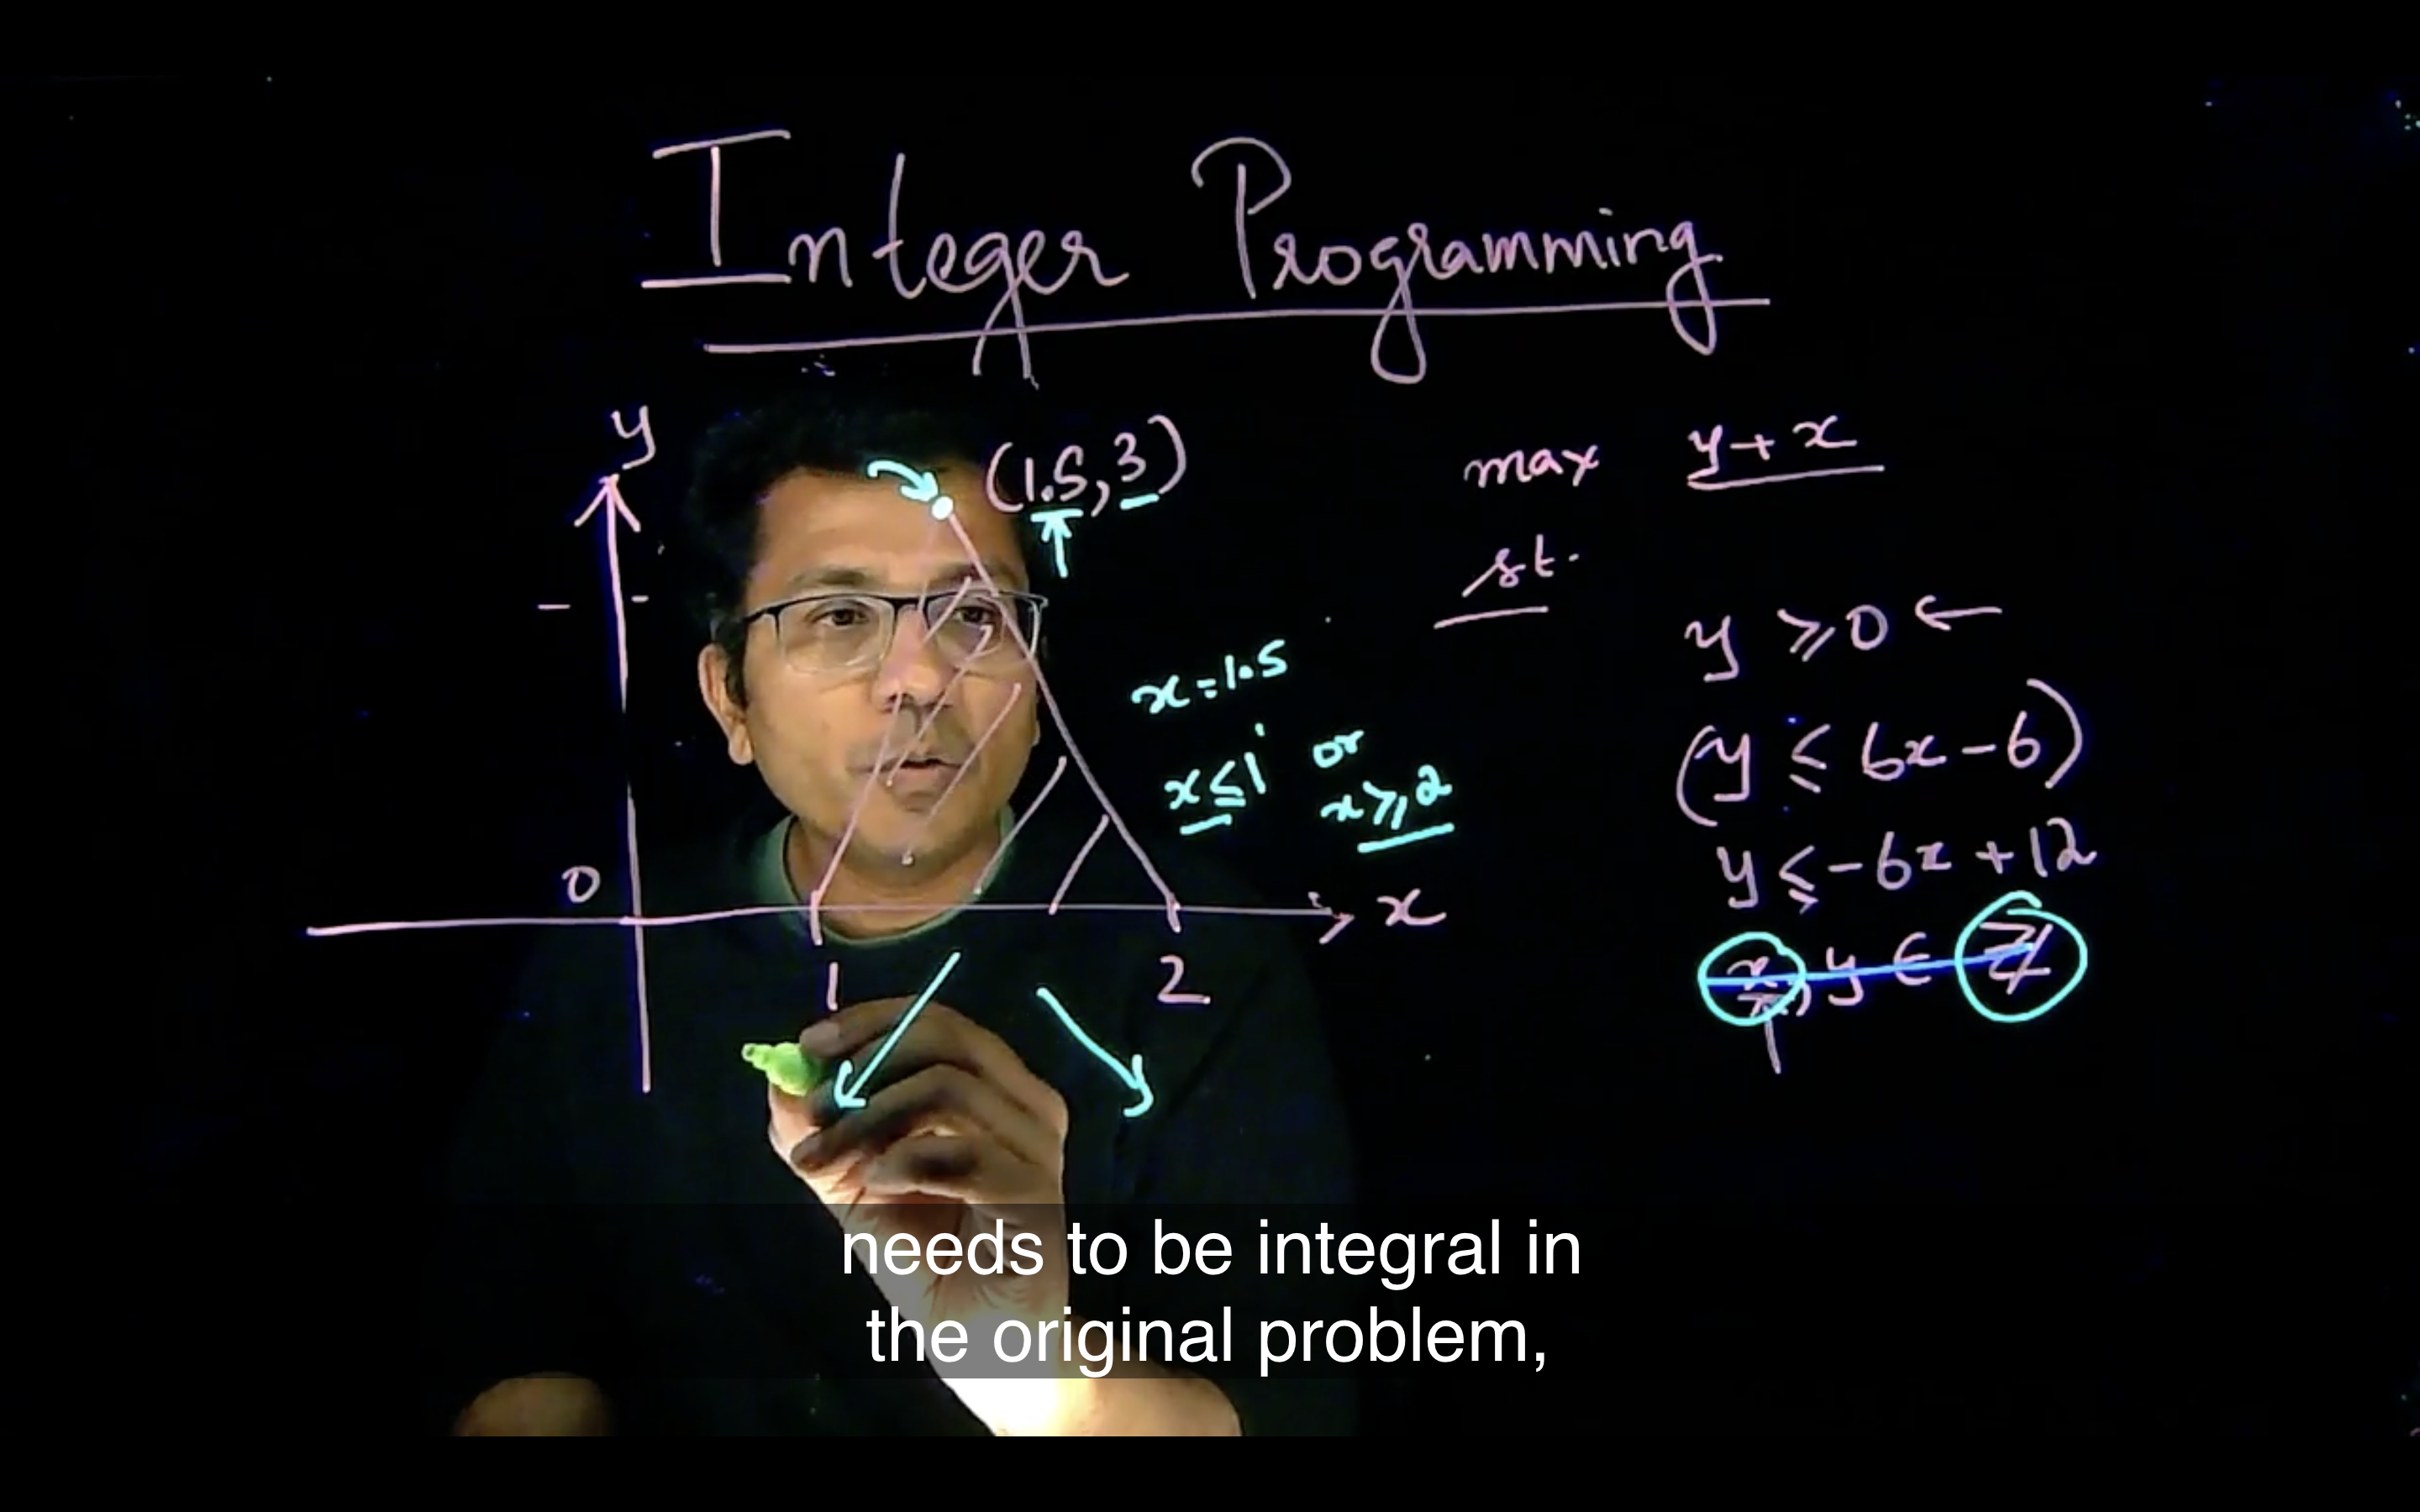 Integer Programming
y
(1.5, 3)
max y + x
st.
y ⩾ 0 ←
x = 1.5
(y ≤ 6x - 6)
x ≤ 1 or x ⩾ 2
y ≤ -6x + 12
0
x
x, y ∈ ℤ
1 2
needs to be integral in
the original problem,